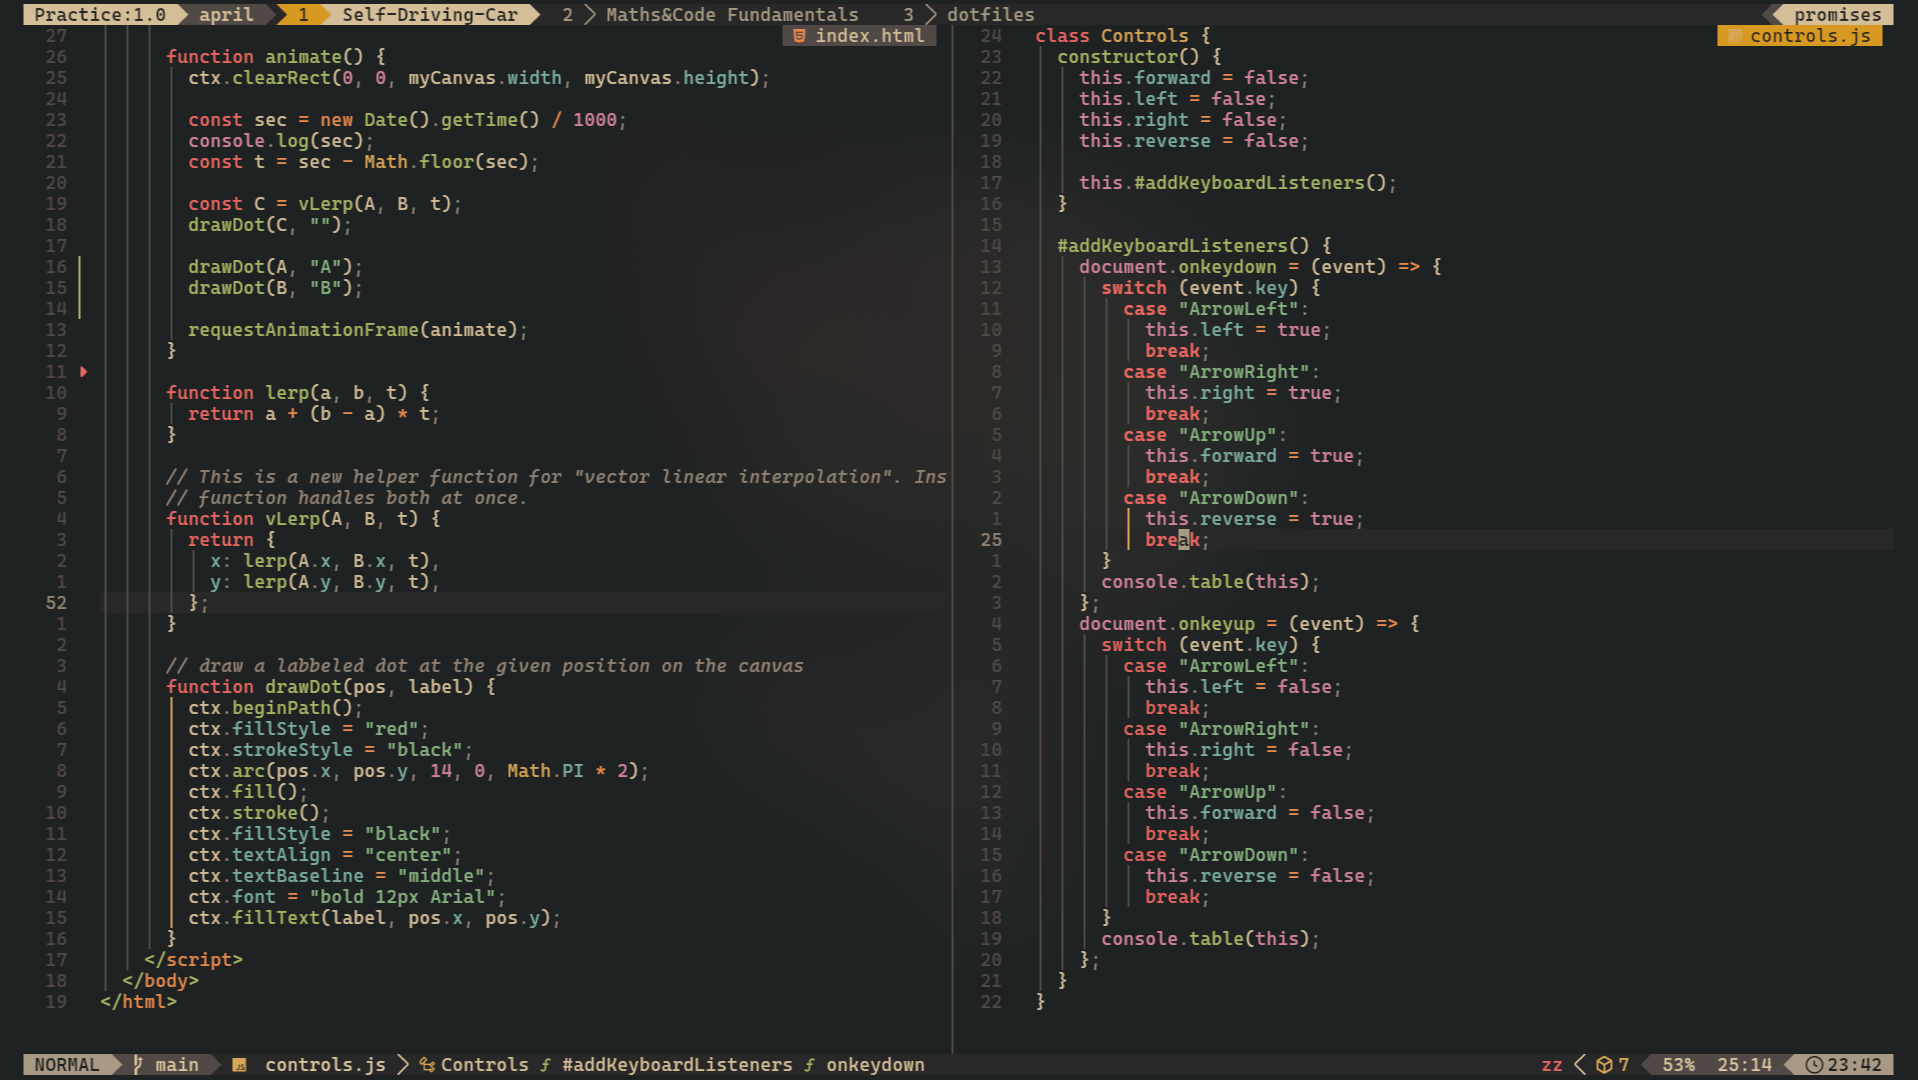 Practice:1.0 april 1 Self-Driving-Car 2 Maths&Code Fundamentals 3 dotfiles promises
27 index.html
26 function animate() {
25 ctx.clearRect(0, 0, myCanvas.width, myCanvas.height);
24
23 const sec = new Date().getTime() / 1000;
22 console.log(sec);
21 const t = sec - Math.floor(sec);
20
19 const C = vLerp(A, B, t);
18 drawDot(C, "");
17
16 drawDot(A, "A");
15 drawDot(B, "B");
14
13 requestAnimationFrame(animate);
12 }
11
10 function lerp(a, b, t) {
9 return a + (b - a) * t;
8 }
7
6 // This is a new helper function for "vector linear interpolation". Ins
5 // function handles both at once.
4 function vLerp(A, B, t) {
3 return {
2 x: lerp(A.x, B.x, t),
1 y: lerp(A.y, B.y, t),
52 };
1 }
2
3 // draw a labbeled dot at the given position on the canvas
4 function drawDot(pos, label) {
5 ctx.beginPath();
6 ctx.fillStyle = "red";
7 ctx.strokeStyle = "black";
8 ctx.arc(pos.x, pos.y, 14, 0, Math.PI * 2);
9 ctx.fill();
10 ctx.stroke();
11 ctx.fillStyle = "black";
12 ctx.textAlign = "center";
13 ctx.textBaseline = "middle";
14 ctx.font = "bold 12px Arial";
15 ctx.fillText(label, pos.x, pos.y);
16 }
17 </script>
18 </body>
19 </html>
24 class Controls { controls.js
23 constructor() {
22 this.forward = false;
21 this.left = false;
20 this.right = false;
19 this.reverse = false;
18
17 this.#addKeyboardListeners();
16 }
15
14 #addKeyboardListeners() {
13 document.onkeydown = (event) => {
12 switch (event.key) {
11 case "ArrowLeft":
10 this.left = true;
9 break;
8 case "ArrowRight":
7 this.right = true;
6 break;
5 case "ArrowUp":
4 this.forward = true;
3 break;
2 case "ArrowDown":
1 this.reverse = true;
25 break;
1 }
2 console.table(this);
3 };
4 document.onkeyup = (event) => {
5 switch (event.key) {
6 case "ArrowLeft":
7 this.left = false;
8 break;
9 case "ArrowRight":
10 this.right = false;
11 break;
12 case "ArrowUp":
13 this.forward = false;
14 break;
15 case "ArrowDown":
16 this.reverse = false;
17 break;
18 }
19 console.table(this);
20 };
21 }
22 }
NORMAL main JS controls.js Controls f #addKeyboardListeners f onkeydown zz 7 53% 25:14 23:42